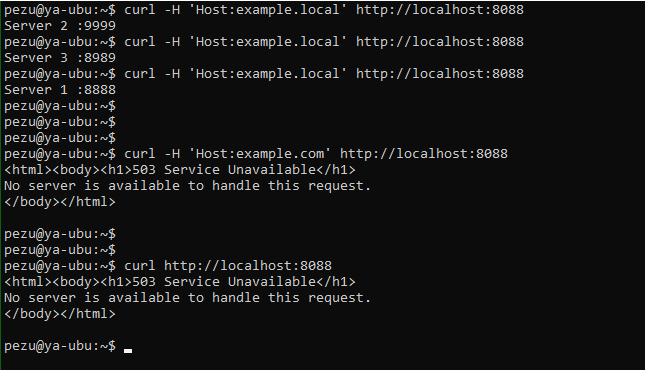 pezu@ya-ubu:~$ curl -H 'Host:example.local' http://localhost:8088
Server 2 :9999
pezu@ya-ubu:~$ curl -H 'Host:example.local' http://localhost:8088
Server 3 :8989
pezu@ya-ubu:~$ curl -H 'Host:example.local' http://localhost:8088
Server 1 :8888
pezu@ya-ubu:~$
pezu@ya-ubu:~$
pezu@ya-ubu:~$
pezu@ya-ubu:~$ curl -H 'Host:example.com' http://localhost:8088
<html><body><h1>503 Service Unavailable</h1>
No server is available to handle this request.
</body></html>
pezu@ya-ubu:~$
pezu@ya-ubu:~$
pezu@ya-ubu:~$ curl http://localhost:8088
<html><body><h1>503 Service Unavailable</h1>
No server is available to handle this request.
</body></html>
pezu@ya-ubu:~$